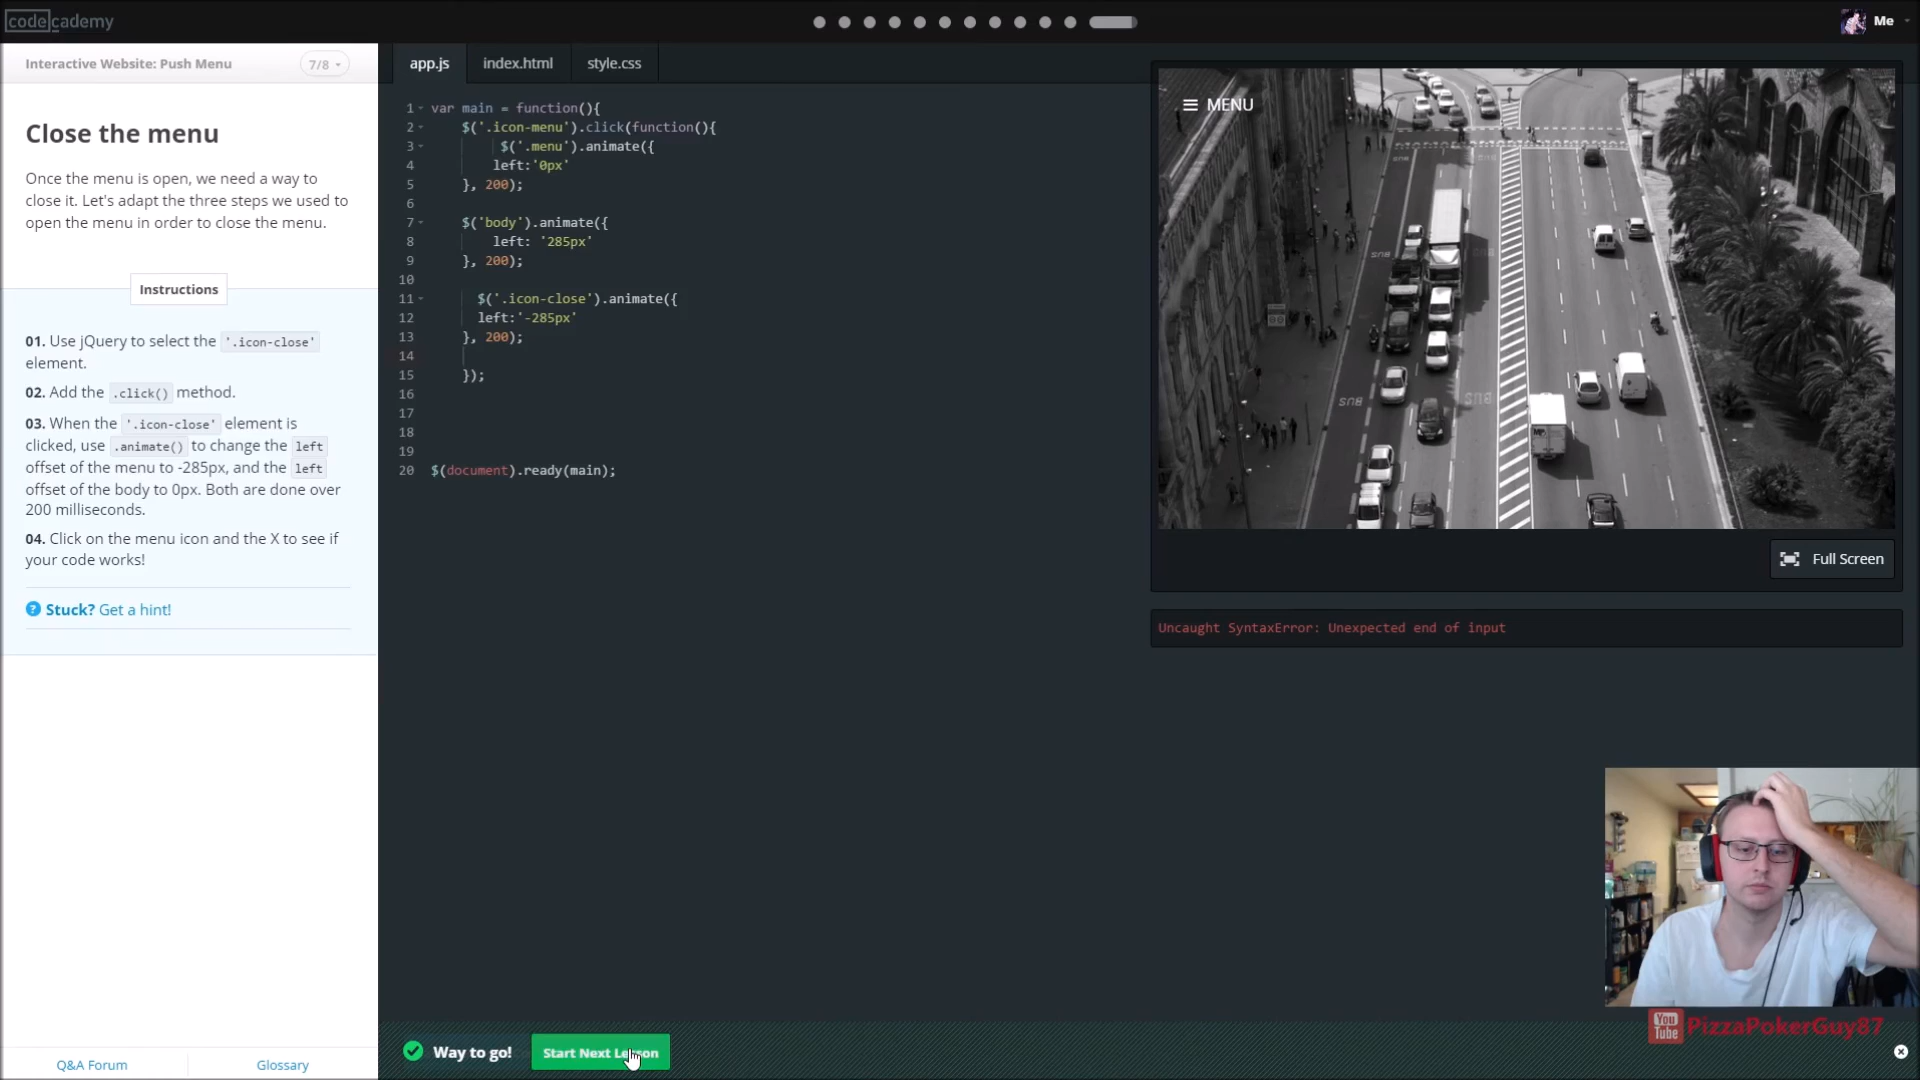 codecademy
Me
Interactive Website: Push Menu
7/8
app.js
index.html
style.css
Close the menu
Once the menu is open, we need a way to
close it. Let's adapt the three steps we used to
open the menu in order to close the menu.
Instructions
01. Use jQuery to select the '.icon-close'
element.
02. Add the .click() method.
03. When the '.icon-close' element is
clicked, use .animate() to change the left
offset of the menu to -285px, and the left
offset of the body to 0px. Both are done over
200 milliseconds.
04. Click on the menu icon and the X to see if
your code works!
? Stuck? Get a hint!
Q&A Forum
Glossary
1 var main = function(){
2 $('.icon-menu').click(function(){
3 $('.menu').animate({
4 left:'0px'
5 }, 200);
6
7 $('body').animate({
8 left: '285px'
9 }, 200);
10
11 $('.icon-close').animate({
12 left:'-285px'
13 }, 200);
14
15 });
16
17
18
19
20 $(document).ready(main);
MENU
BUS
BUS
BUS
BUS
Full Screen
Uncaught SyntaxError: Unexpected end of input
You
Tube
PizzaPokerGuy87
Way to go!
Start Next Lesson